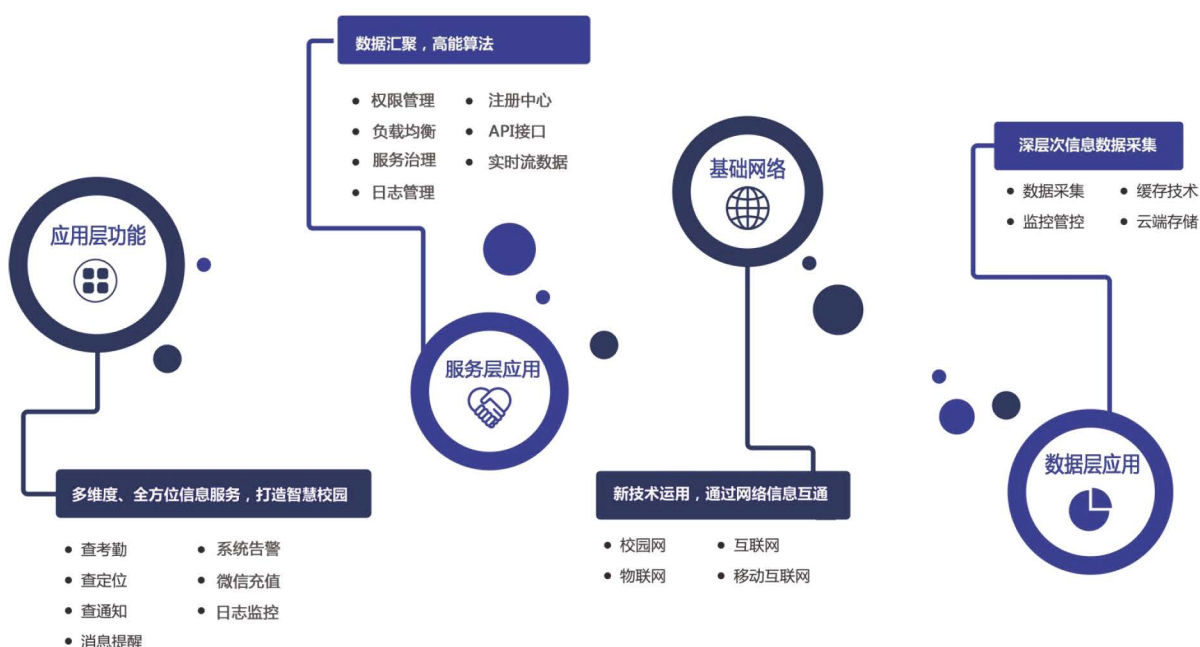 应用层功能
多维度、全方位信息服务，打造智慧校园
查考勤
查定位
查通知
消息提醒
系统告警
微信充值
日志监控
数据汇聚，高能算法
权限管理
负载均衡
服务治理
日志管理
注册中心
API接口
实时流数据
服务层应用
基础网络
新技术运用，通过网络信息互通
校园网
物联网
互联网
移动互联网
深层次信息数据采集
数据采集
监控管控
缓存技术
云端存储
数据层应用